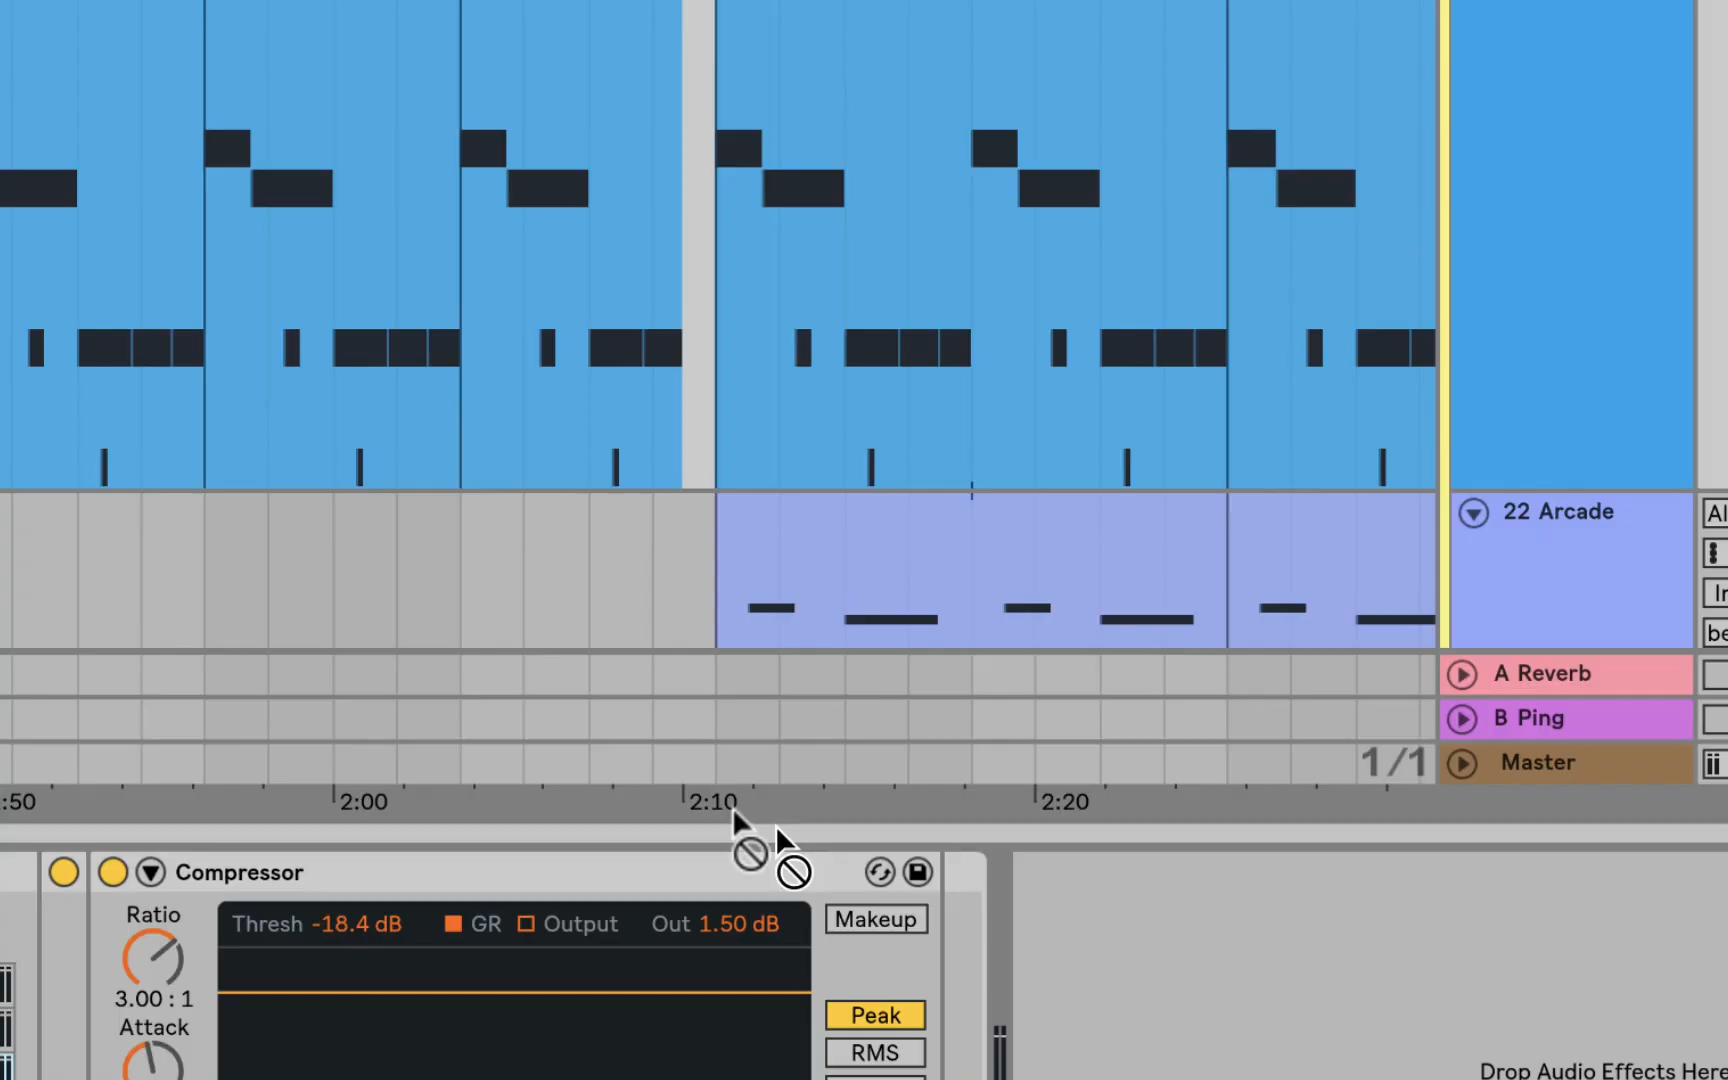 22 Arcade
A Reverb
B Ping
Master
1/1
:50
2:00
2:10
2:20
Compressor
Ratio
Thresh -18.4 dB
GR
Output
Out 1.50 dB
Makeup
3.00 : 1
Attack
Peak
RMS
Drop Audio Effects Here